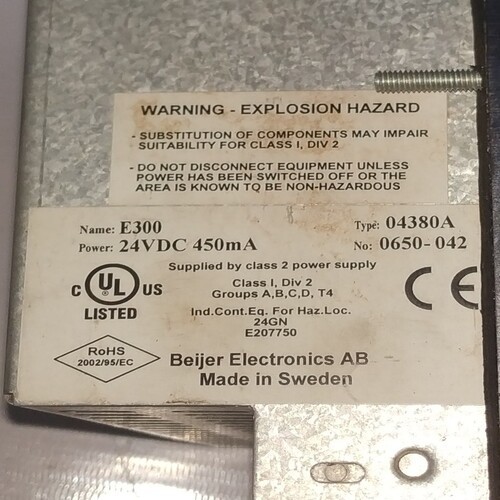 WARNING - EXPLOSION HAZARD
- SUBSTITUTION OF COMPONENTS MAY IMPAIR
SUITABILITY FOR CLASS I, DIV 2
- DO NOT DISCONNECT EQUIPMENT UNLESS
POWER HAS BEEN SWITCHED OFF OR THE
AREA IS KNOWN TO BE NON-HAZARDOUS
Name: E300
Type: 04380A
Power: 24VDC 450mA
No: 0650-042
Supplied by class 2 power supply
Class I, Div 2
Groups A,B,C,D, T4
C UL US
LISTED
CE
Ind.Cont.Eq. For Haz.Loc.
24GN
E207750
RoHS
2002/95/EC
Beijer Electronics AB
Made in Sweden